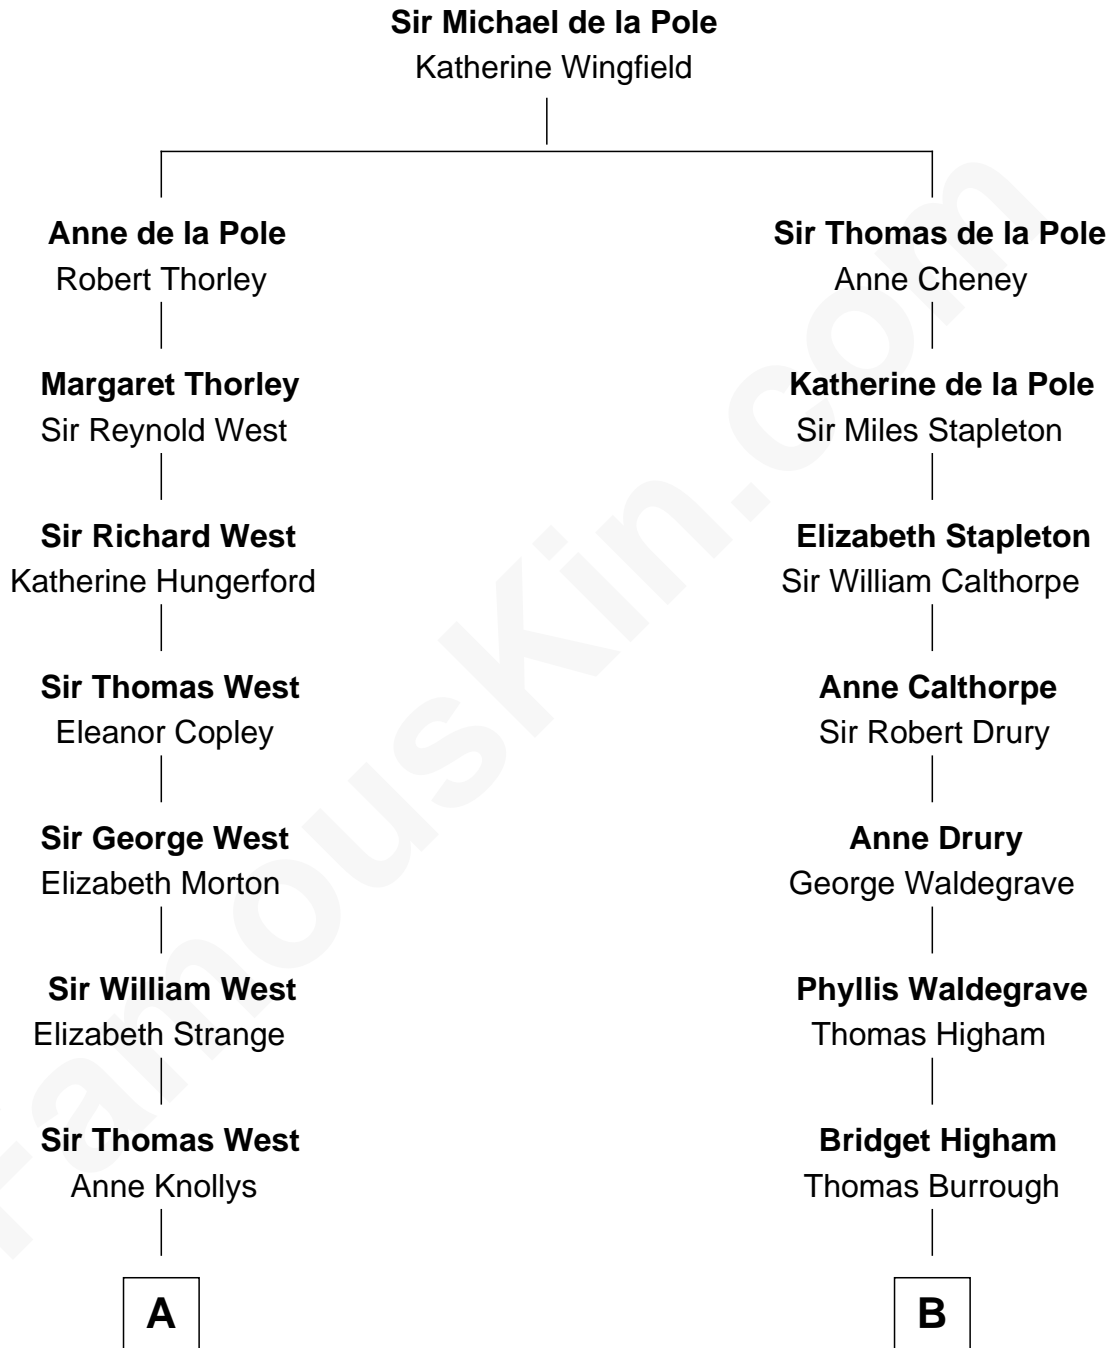 Sir Michael de la Pole
Katherine Wingfield
Anne de la Pole
Robert Thorley
Sir Thomas de la Pole
Anne Cheney
Margaret Thorley
Sir Reynold West
Katherine de la Pole
Sir Miles Stapleton
Sir Richard West
Katherine Hungerford
Elizabeth Stapleton
Sir William Calthorpe
Sir Thomas West
Eleanor Copley
Anne Calthorpe
Sir Robert Drury
Sir George West
Elizabeth Morton
Anne Drury
George Waldegrave
Sir William West
Elizabeth Strange
Phyllis Waldegrave
Thomas Higham
Sir Thomas West
Anne Knollys
Bridget Higham
Thomas Burrough
A
B
FamousKin.com